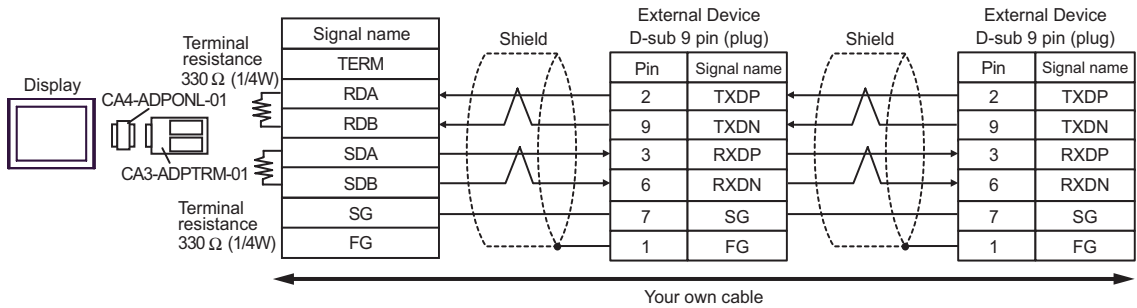 Display
CA4-ADPONL-01
CA3-ADPTRM-01
Terminal
resistance
330 Ω (1/4W)
Terminal
resistance
330 Ω (1/4W)
Signal name
TERM
RDA
RDB
SDA
SDB
SG
FG
Shield
External Device
D-sub 9 pin (plug)
Pin Signal name
2 TXDP
9 TXDN
3 RXDP
6 RXDN
7 SG
1 FG
Shield
External Device
D-sub 9 pin (plug)
Pin Signal name
2 TXDP
9 TXDN
3 RXDP
6 RXDN
7 SG
1 FG
Your own cable